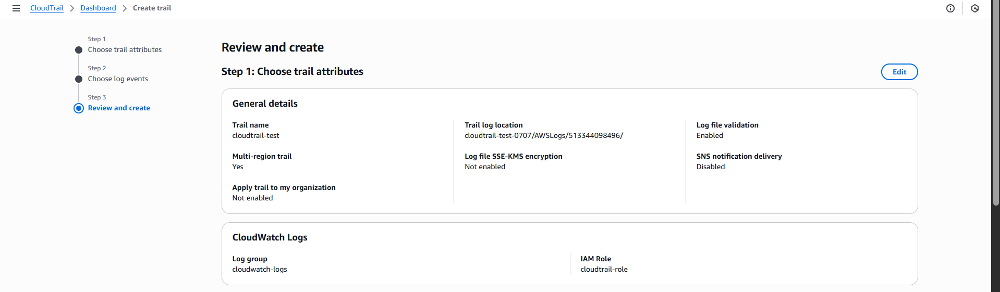 CloudTrail > Dashboard > Create trail
Step 1
Choose trail attributes
Step 2
Choose log events
Step 3
Review and create
Review and create
Step 1: Choose trail attributes
Edit
General details
Trail name
cloudtrail-test
Multi-region trail
Yes
Apply trail to my organization
Not enabled
Trail log location
cloudtrail-test-0707/AWSLogs/513344098496/
Log file SSE-KMS encryption
Not enabled
Log file validation
Enabled
SNS notification delivery
Disabled
CloudWatch Logs
Log group
cloudwatch-logs
IAM Role
cloudtrail-role